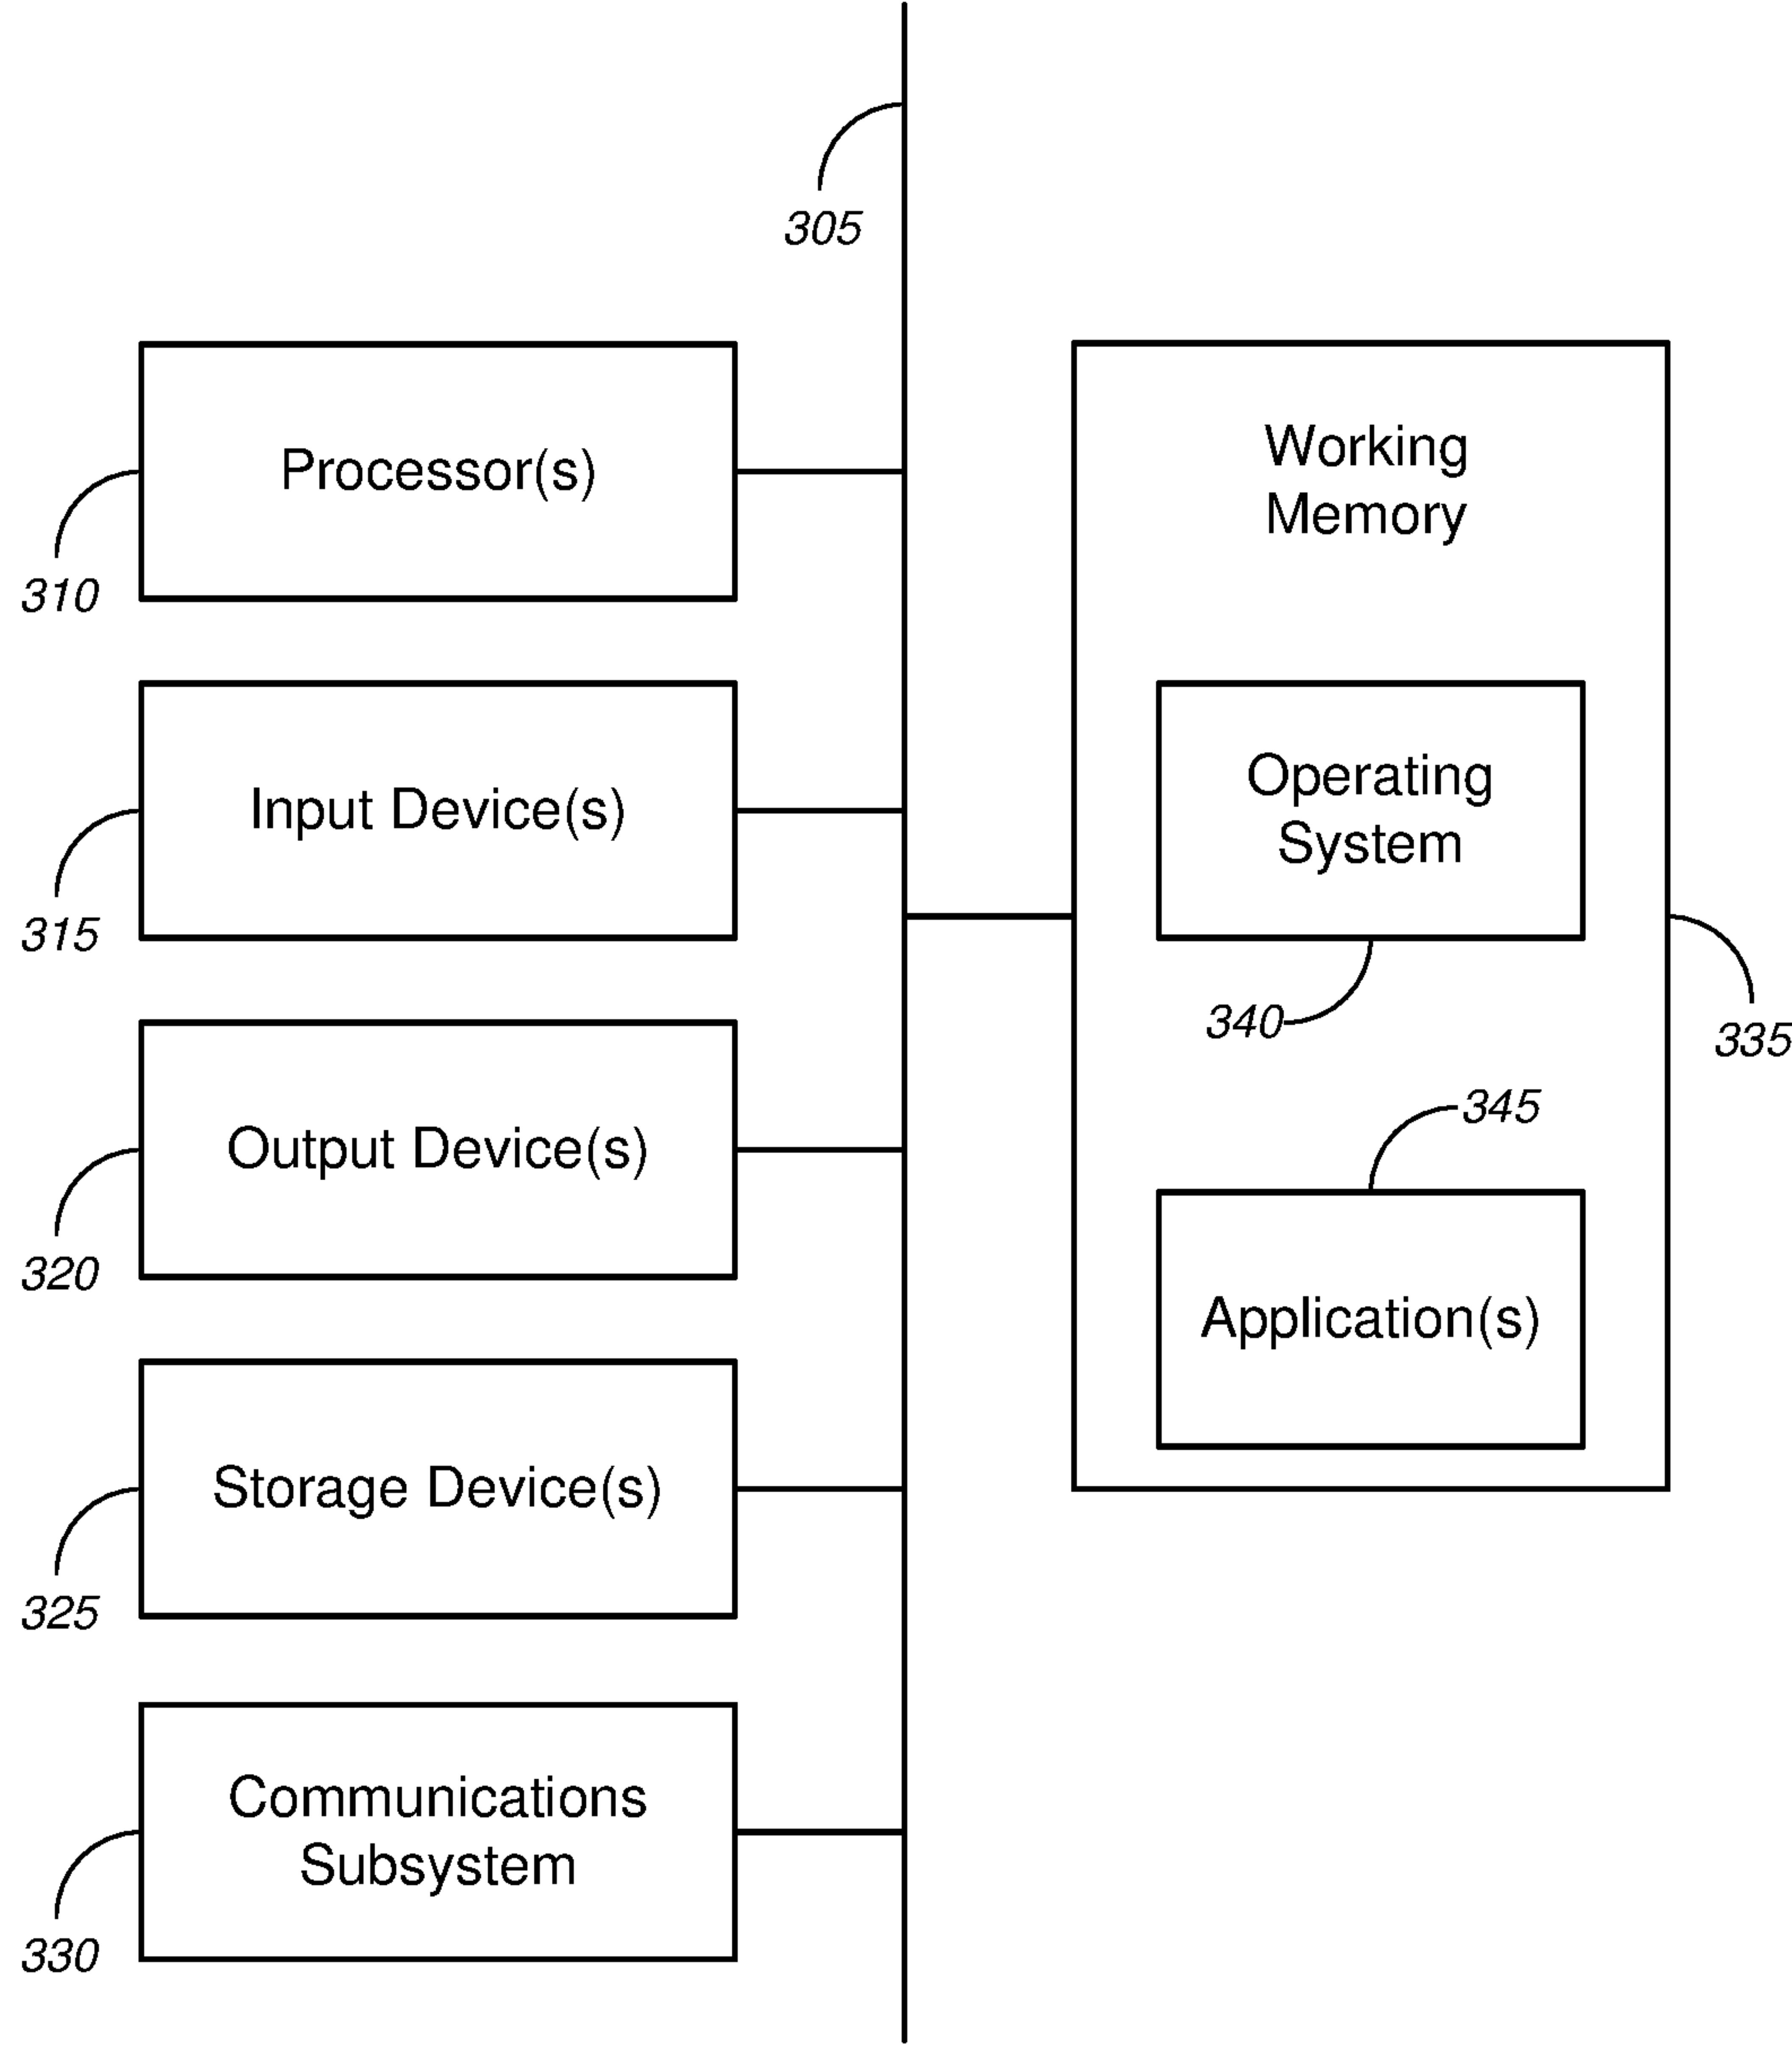 305
Processor(s)
310
Input Device(s)
315
Output Device(s)
320
Storage Device(s)
325
Communications
Subsystem
330
Working
Memory
Operating
System
340
335
345
Application(s)